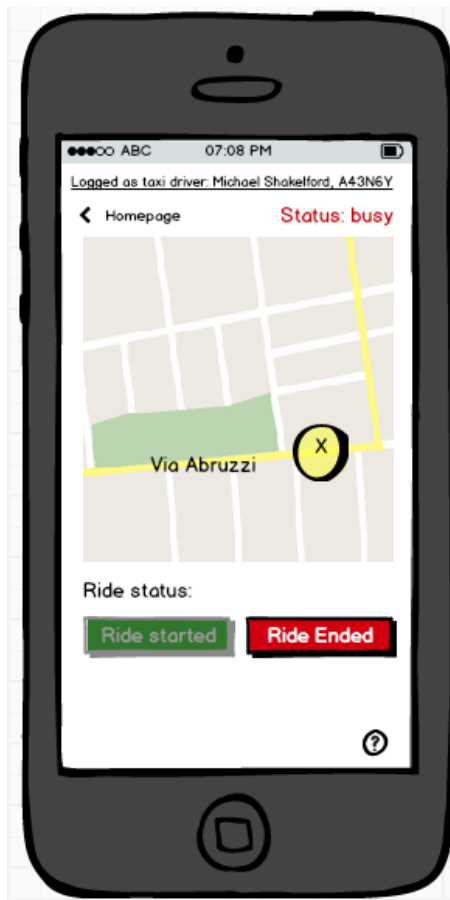 ABC 07:08 PM
Logged as taxi driver: Michael Shakelford, A43N6Y
Homepage Status: busy
X
Via Abruzzi
Ride status:
Ride started Ride Ended
?